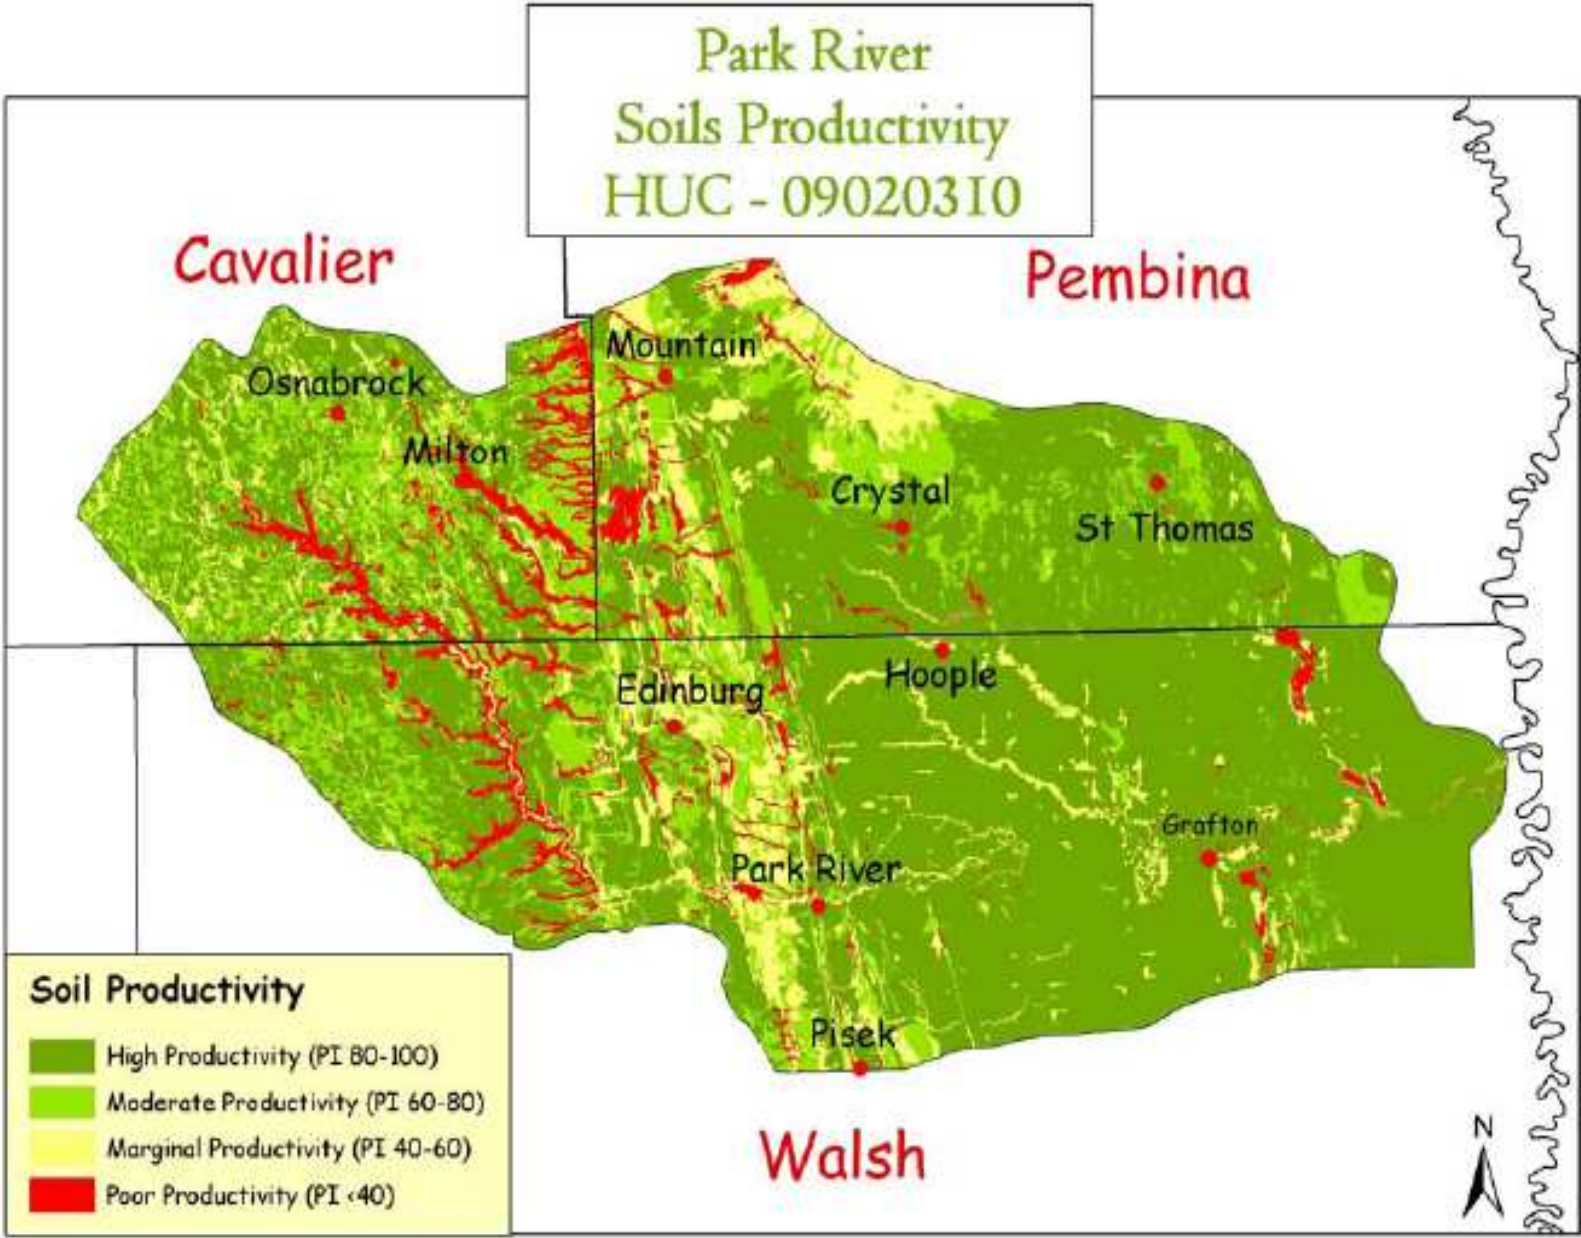 Park River
Soils Productivity
HUC - 09020310
Cavalier
Pembina
Mountain
Osnabrock
Milton
Crystal
St Thomas
Hoople
Edinburg
Grafton
Park River
Pisek
Walsh
N
Soil Productivity
High Productivity (PI 80-100)
Moderate Productivity (PI 60-80)
Marginal Productivity (PI 40-60)
Poor Productivity (PI <40)